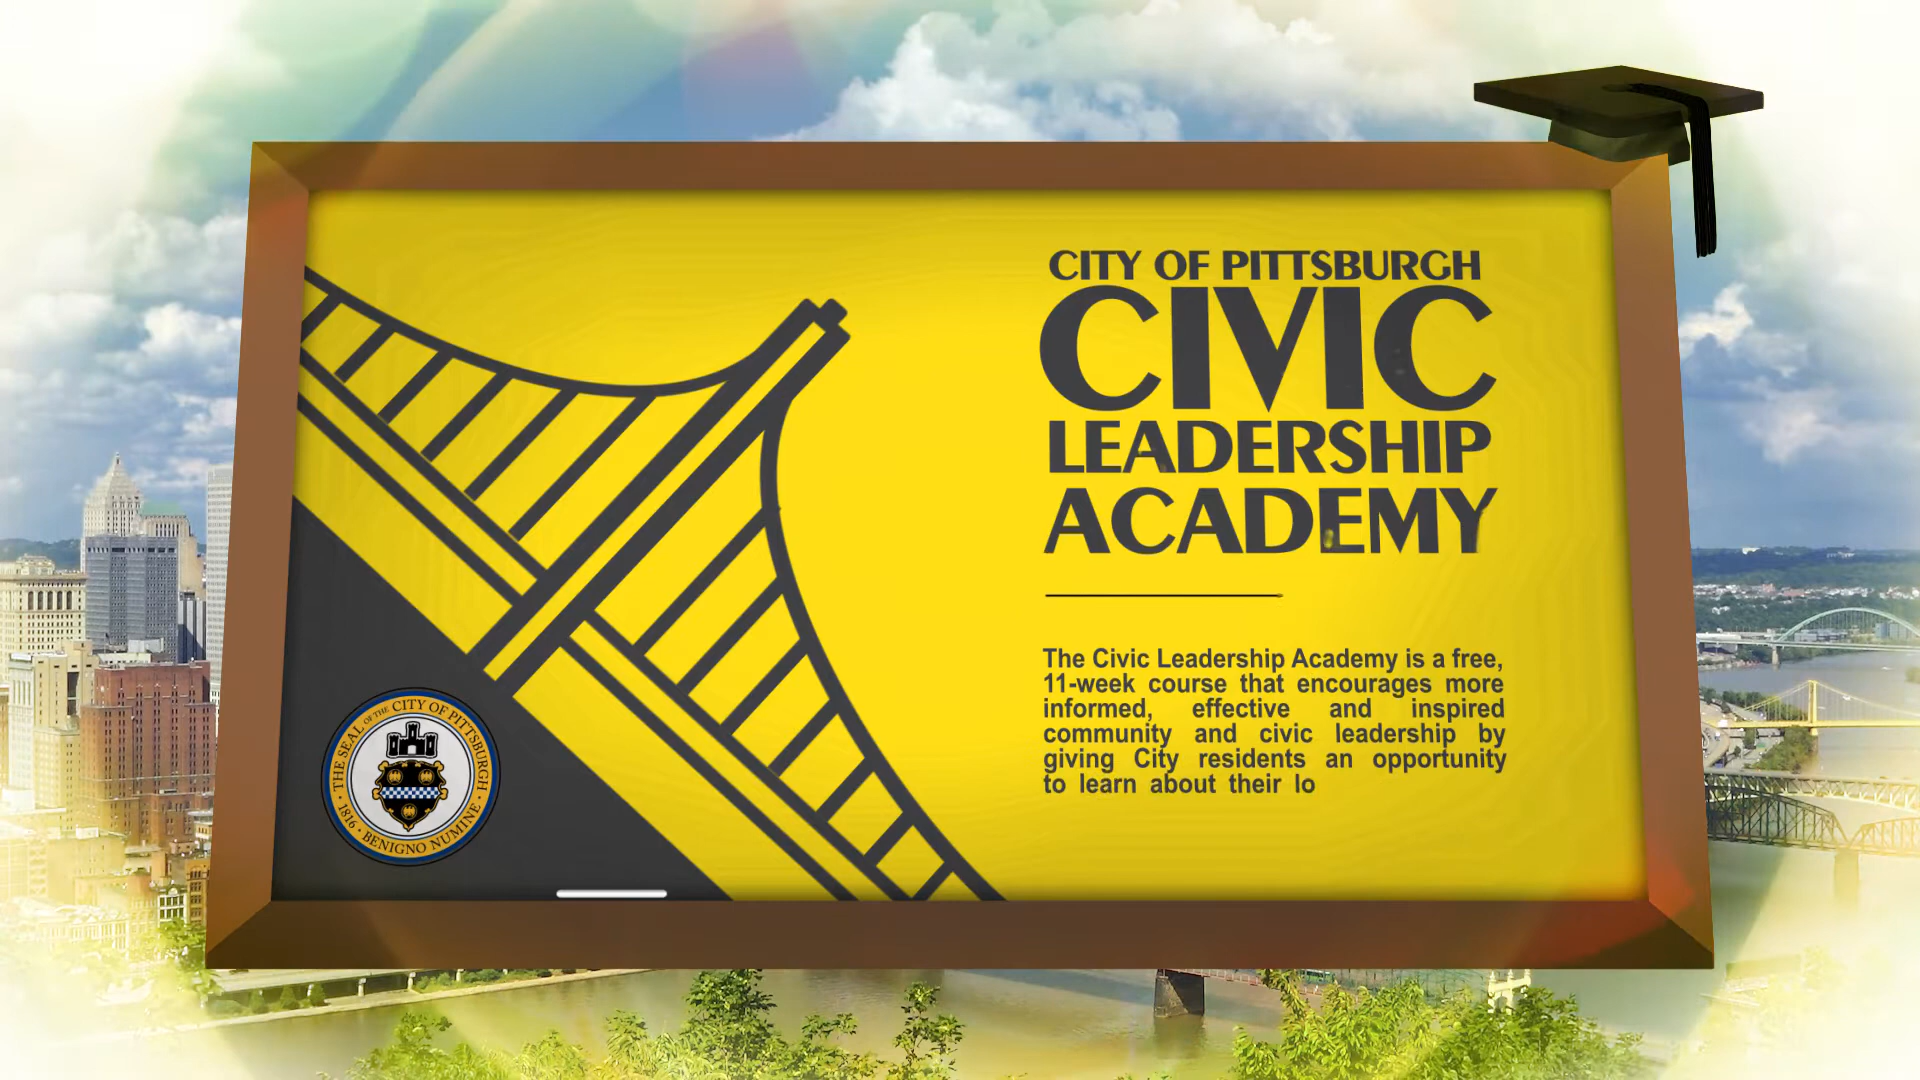 CITY OF PITTSBURGH
CIVIC
LEADERSHIP
ACADEMY
The Civic Leadership Academy is a free,
11-week course that encourages more
informed, effective and inspired
community and civic leadership by
giving City residents an opportunity
to learn about their lo
THE SEAL OF THE CITY OF PITTSBURGH
· 1816 · BENIGNO NUMINE ·